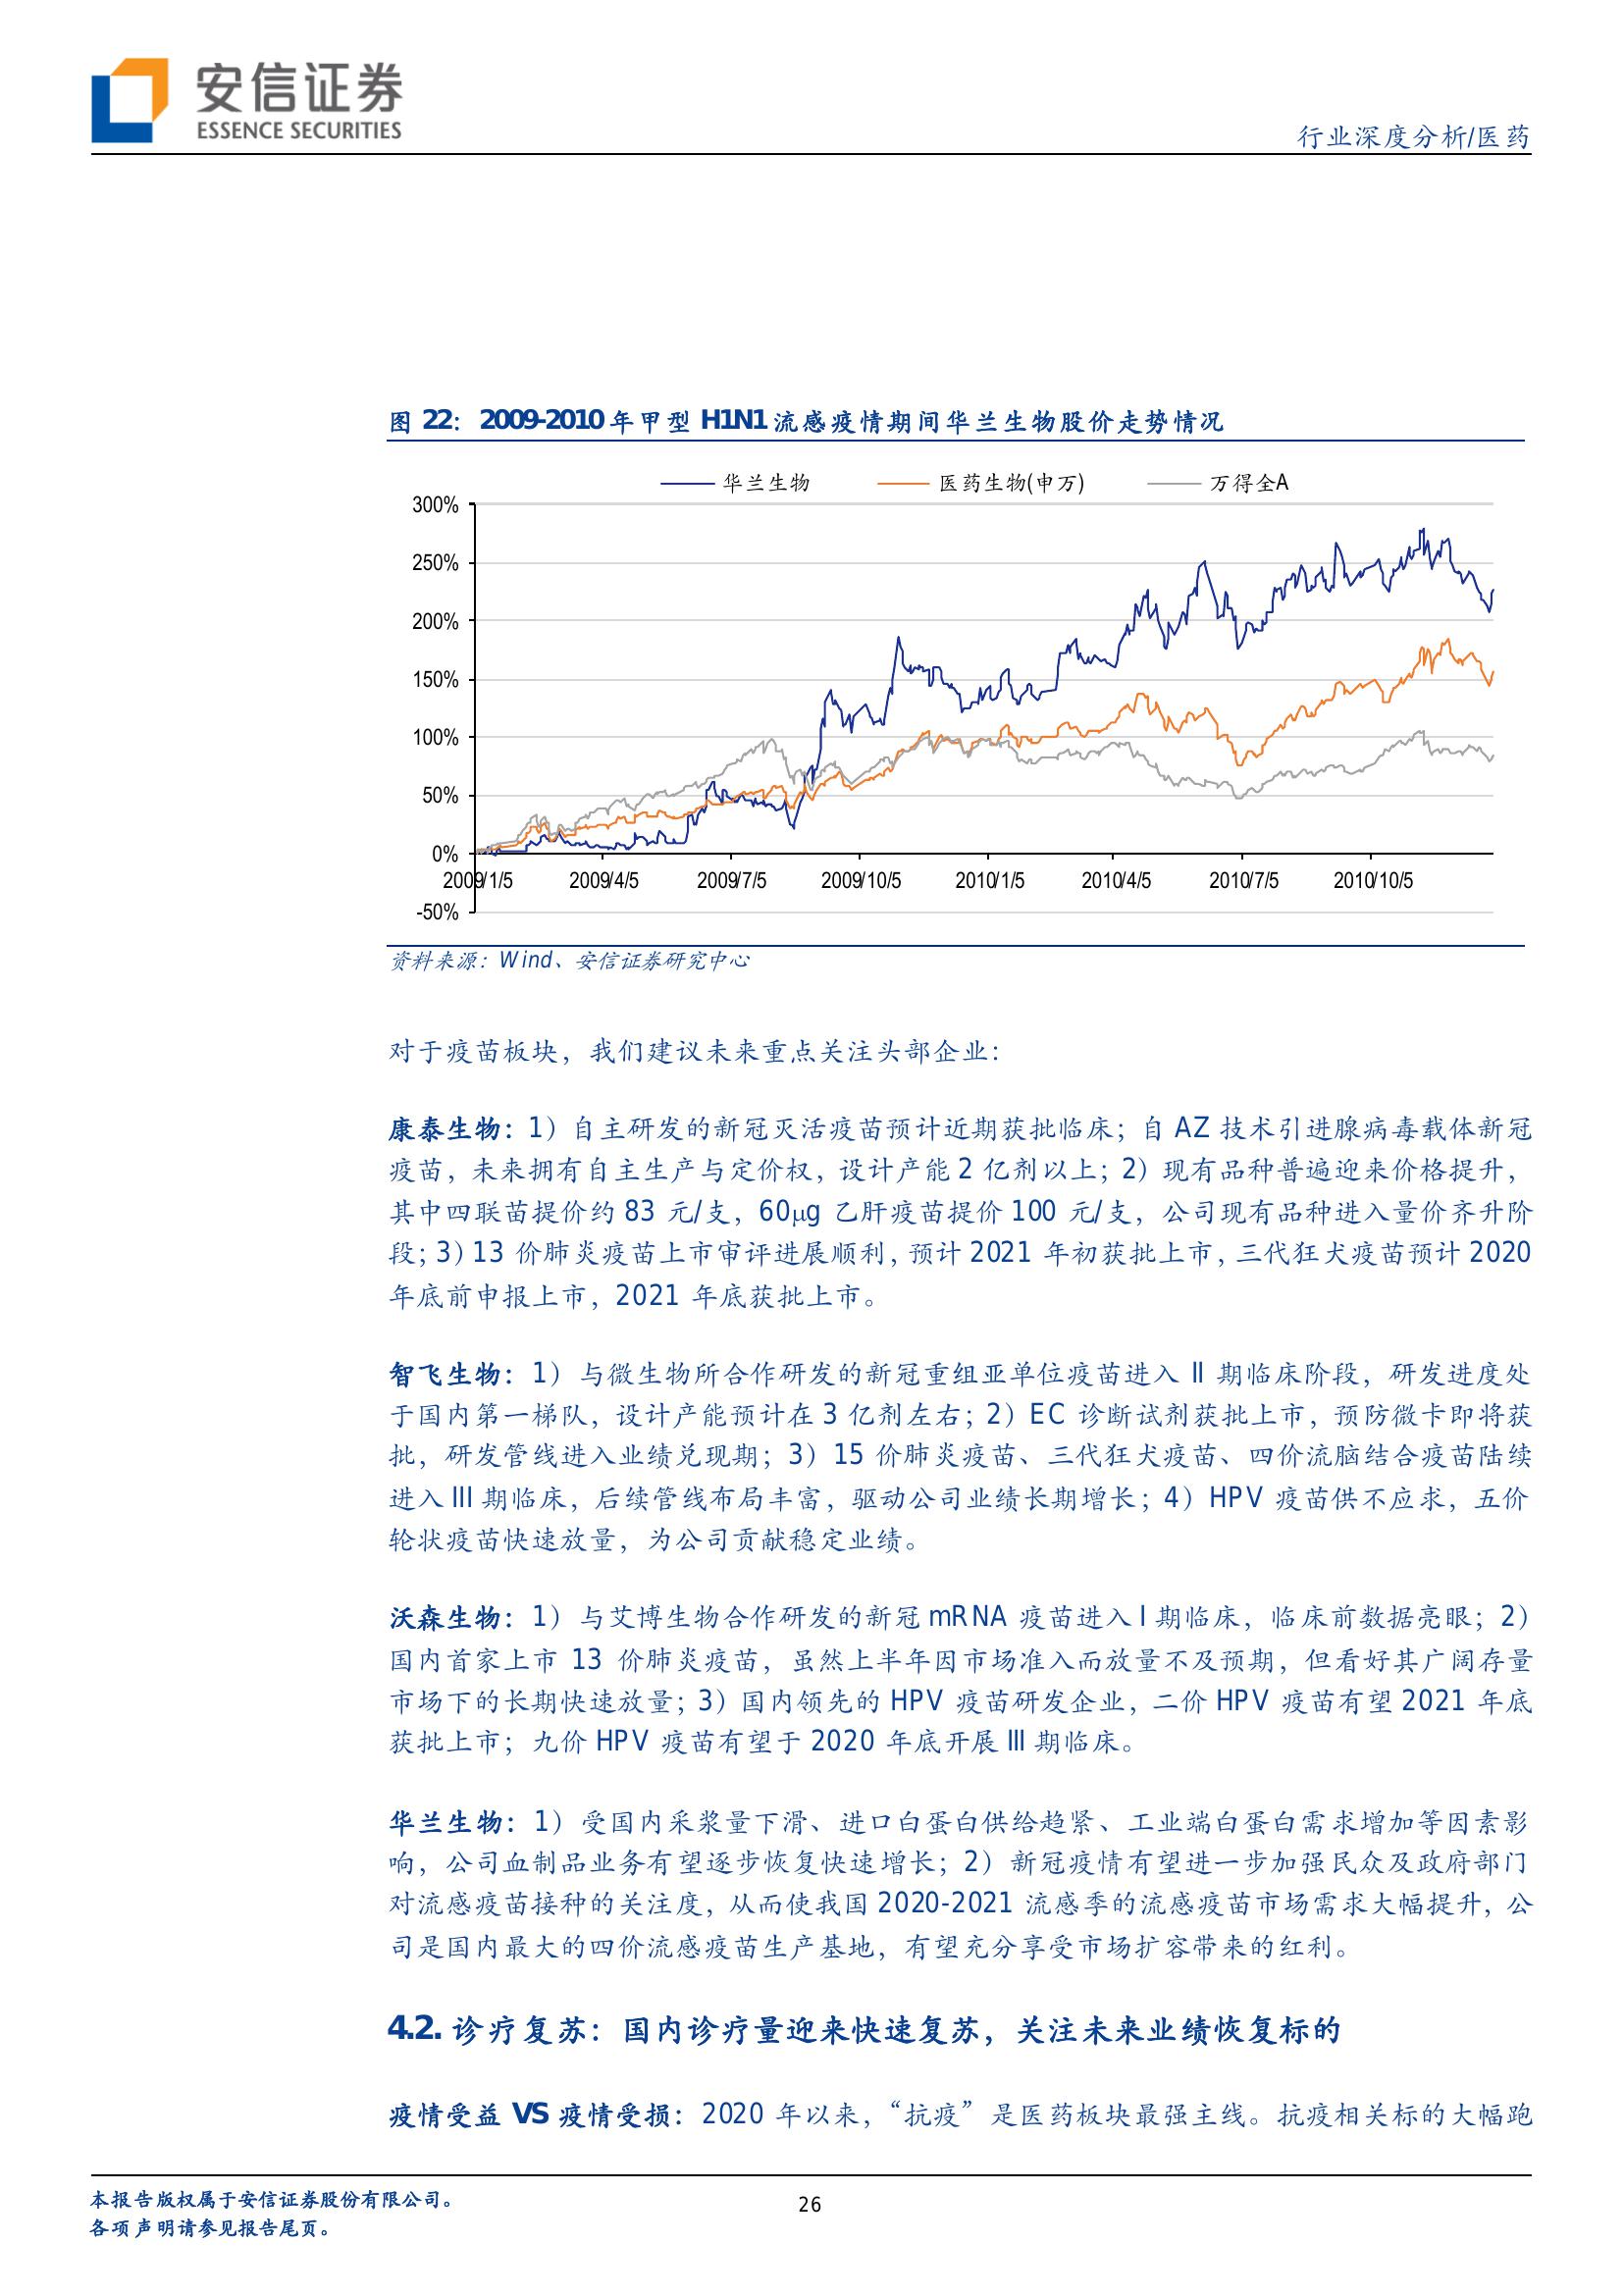 安信证券
ESSENCE SECURITIES
行业深度分析/医药
图 22：2009-2010 年甲型 H1N1 流感疫情期间华兰生物股价走势情况
华兰生物 医药生物(申万) 万得全A
300%
250%
200%
150%
100%
50%
0%
2009/1/5 2009/4/5 2009/7/5 2009/10/5 2010/1/5 2010/4/5 2010/7/5 2010/10/5
-50%
资料来源：Wind、安信证券研究中心
对于疫苗板块，我们建议未来重点关注头部企业：
康泰生物：1）自主研发的新冠灭活疫苗预计近期获批临床；自 AZ 技术引进腺病毒载体新冠
疫苗，未来拥有自主生产与定价权，设计产能 2 亿剂以上；2）现有品种普遍迎来价格提升，
其中四联苗提价约 83 元/支，60μg 乙肝疫苗提价 100 元/支，公司现有品种进入量价齐升阶
段；3）13 价肺炎疫苗上市审评进展顺利，预计 2021 年初获批上市，三代狂犬疫苗预计 2020
年底前申报上市，2021 年底获批上市。
智飞生物：1）与微生物所合作研发的新冠重组亚单位疫苗进入 II 期临床阶段，研发进度处
于国内第一梯队，设计产能预计在 3 亿剂左右；2）EC 诊断试剂获批上市，预防微卡即将获
批，研发管线进入业绩兑现期；3）15 价肺炎疫苗、三代狂犬疫苗、四价流脑结合疫苗陆续
进入 III 期临床，后续管线布局丰富，驱动公司业绩长期增长；4）HPV 疫苗供不应求，五价
轮状疫苗快速放量，为公司贡献稳定业绩。
沃森生物：1）与艾博生物合作研发的新冠 mRNA 疫苗进入 I 期临床，临床前数据亮眼；2）
国内首家上市 13 价肺炎疫苗，虽然上半年因市场准入而放量不及预期，但看好其广阔存量
市场下的长期快速放量；3）国内领先的 HPV 疫苗研发企业，二价 HPV 疫苗有望 2021 年底
获批上市；九价 HPV 疫苗有望于 2020 年底开展 III 期临床。
华兰生物：1）受国内采浆量下滑、进口白蛋白供给趋紧、工业端白蛋白需求增加等因素影
响，公司血制品业务有望逐步恢复快速增长；2）新冠疫情有望进一步加强民众及政府部门
对流感疫苗接种的关注度，从而使我国 2020-2021 流感季的流感疫苗市场需求大幅提升，公
司是国内最大的四价流感疫苗生产基地，有望充分享受市场扩容带来的红利。
4.2. 诊疗复苏：国内诊疗量迎来快速复苏，关注未来业绩恢复标的
疫情受益 VS 疫情受损：2020 年以来，“抗疫”是医药板块最强主线。抗疫相关标的大幅跑
本报告版权属于安信证券股份有限公司。
26
各项声明请参见报告尾页。